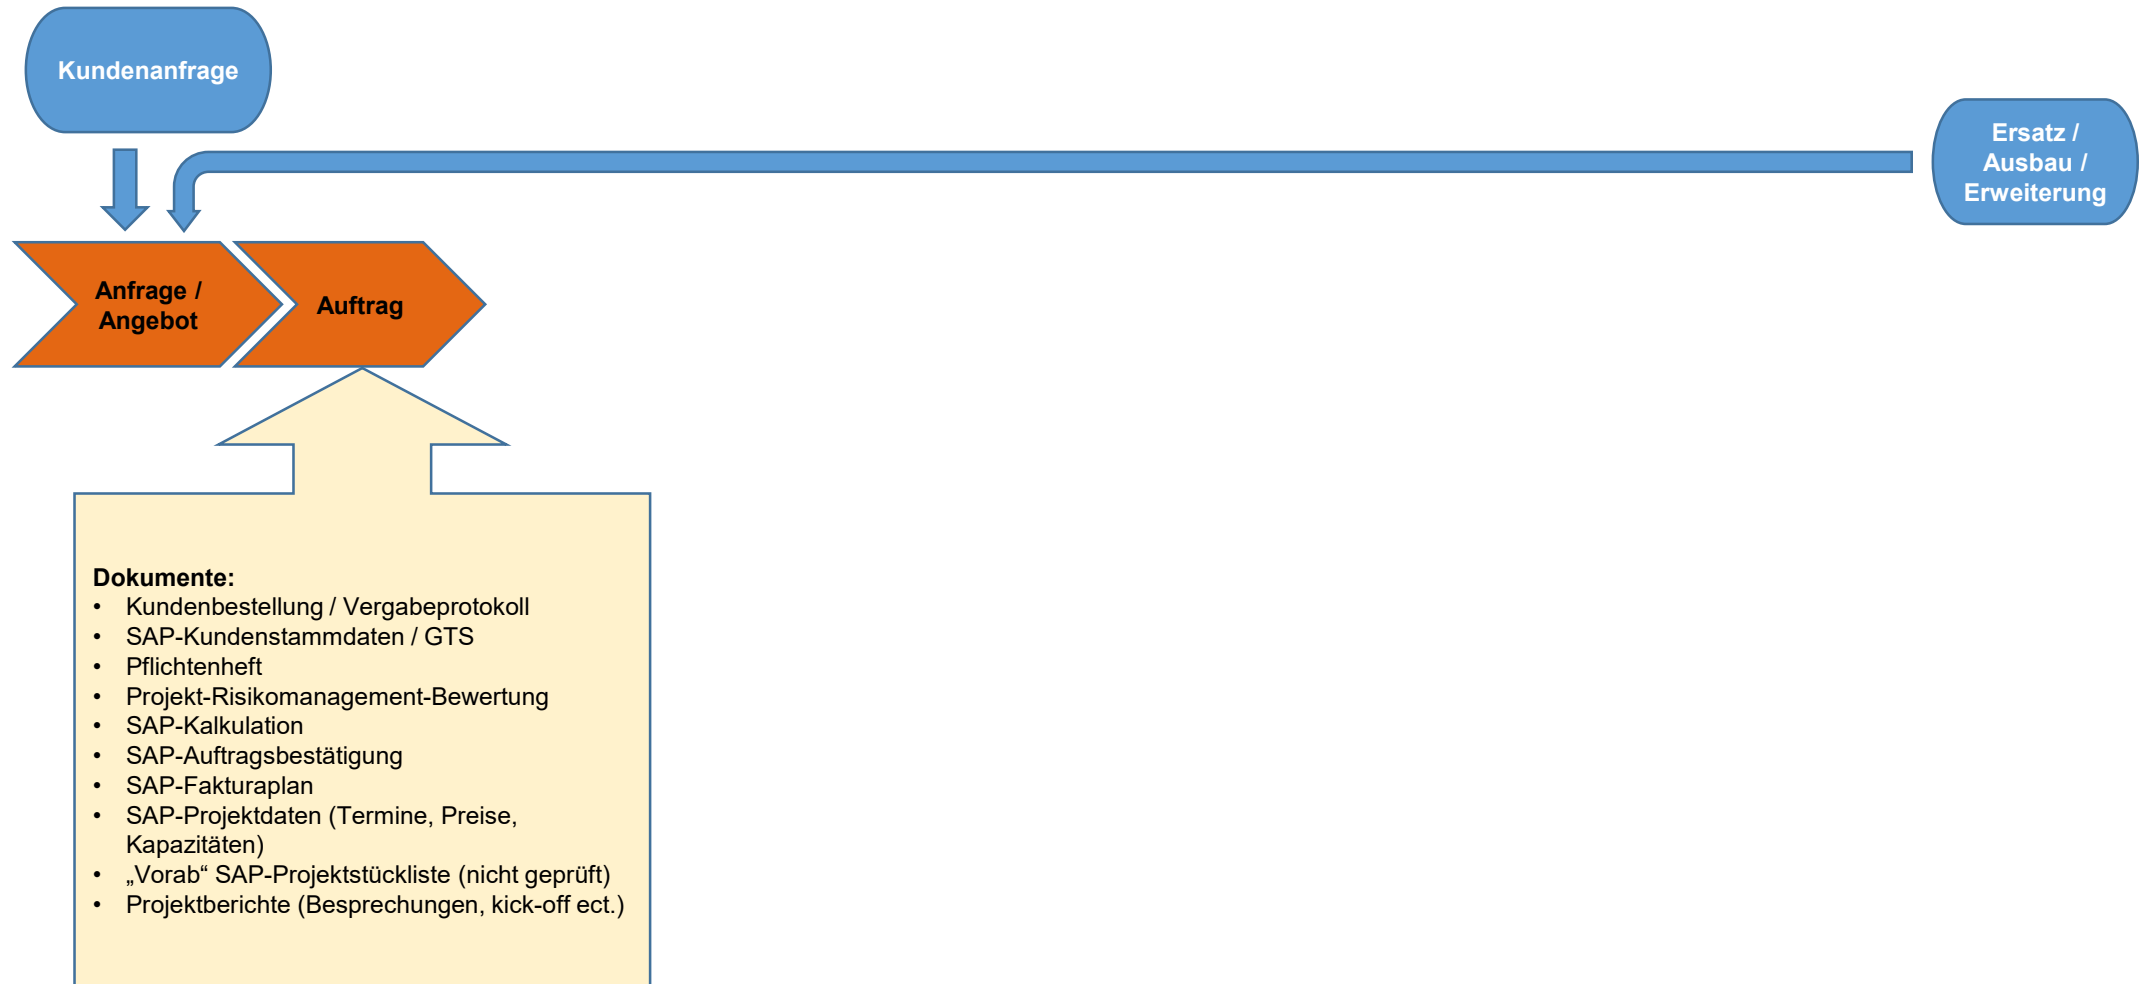 Kundenanfrage
Ersatz /
Ausbau /
Erweiterung
Anfrage /
Angebot
Auftrag
Dokumente:
• Kundenbestellung / Vergabeprotokoll
• SAP-Kundenstammdaten / GTS
• Pflichtenheft
• Projekt-Risikomanagement-Bewertung
• SAP-Kalkulation
• SAP-Auftragsbestätigung
• SAP-Fakturaplan
• SAP-Projektdaten (Termine, Preise,
Kapazitäten)
• „Vorab“ SAP-Projektstückliste (nicht geprüft)
• Projektberichte (Besprechungen, kick-off ect.)